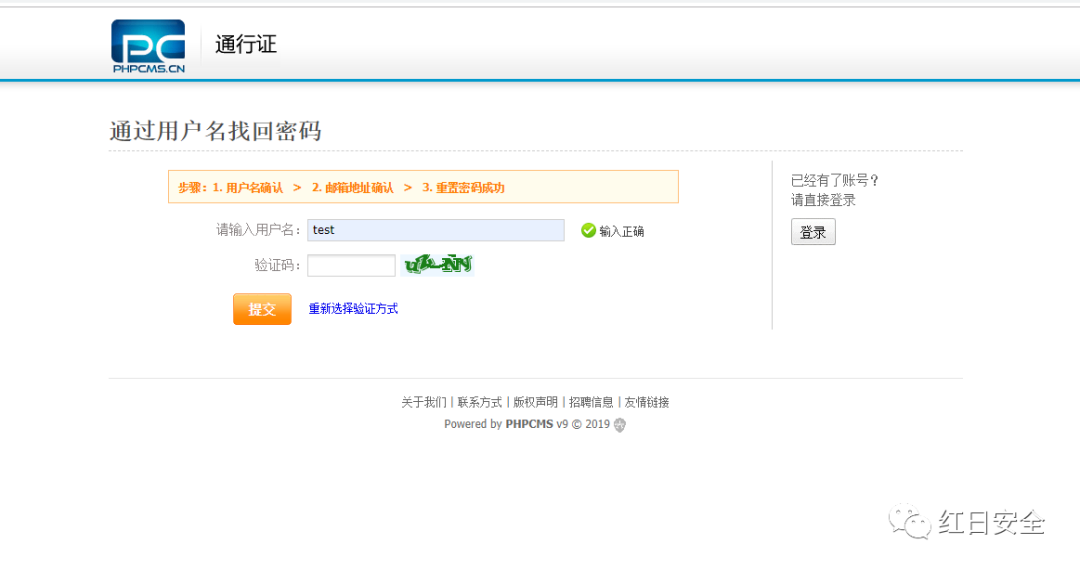 PC
PHPCMS.CN
通行证
通过用户名找回密码
步骤：1. 用户名确认 > 2. 邮箱地址确认 > 3. 重置密码成功
请输入用户名： test 输入正确
验证码：
提交 重新选择验证方式
已经有了账号？
请直接登录
登录
关于我们 | 联系方式 | 版权声明 | 招聘信息 | 友情链接
Powered by PHPCMS v9 © 2019
红日安全